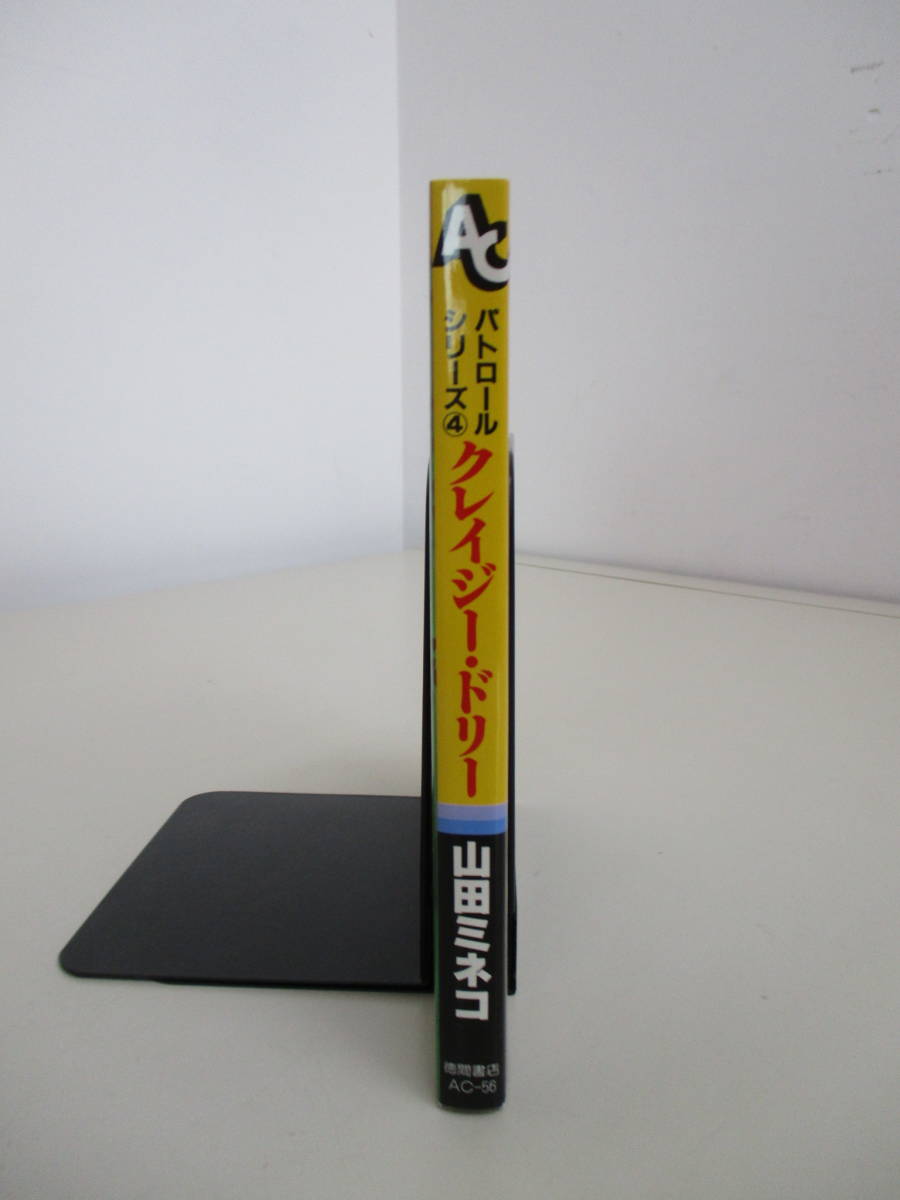 AC
パトロール
シリーズ④
クレイジー・ドリー
山田ミネコ
徳間書店
AC-56